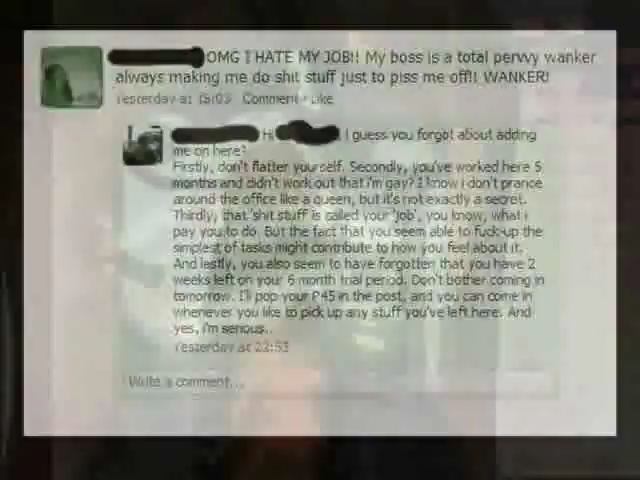 OMG I HATE MY JOB!! My boss is a total pervvy wanker
always making me do shit stuff just to piss me off!! WANKER!
Yesterday at 18:03 · Comment · Like
Hi I guess you forgot about adding
me on here?
Firstly, don't flatter yourself. Secondly, you've worked here 5
months and didn't work out that i'm gay? I know i don't prance
around the office like a queen, but it's not exactly a secret.
Thirdly, that 'shit stuff' is called your 'job', you know, what i
pay you to do. But the fact that you seem able to fuck-up the
simplest of tasks might contribute to how you feel about it.
And lastly, you also seem to have forgotten that you have 2
weeks left on your 6 month trial period. Don't bother coming in
tomorrow. I'll pop your P45 in the post, and you can come in
whenever you like to pick up any stuff you've left here. And
yes, i'm serious..
Yesterday at 22:53
Write a comment...